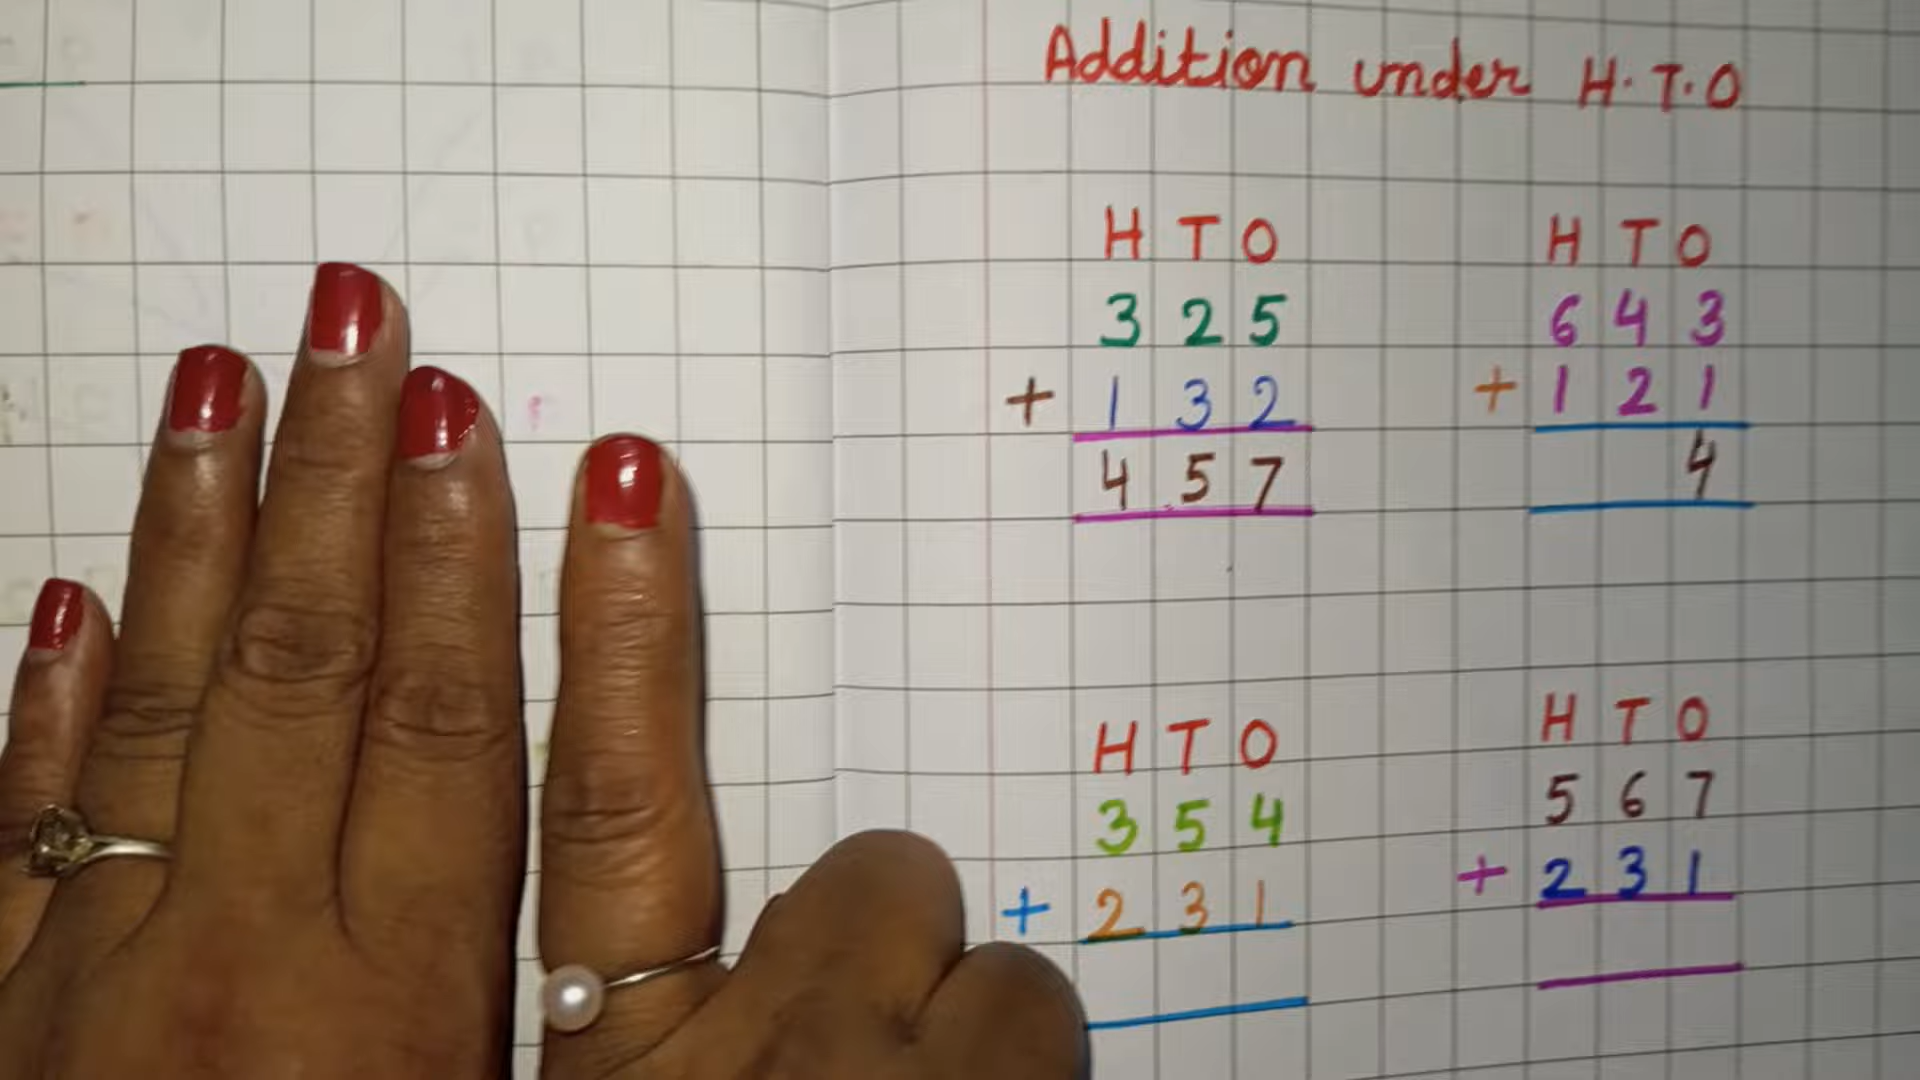 Addition under H.T.O
H T O
3 2 5
+ 1 3 2
4 5 7
H T O
6 4 3
+ 1 2 1
4
H T O
3 5 4
+ 2 3 1
H T O
5 6 7
+ 2 3 1